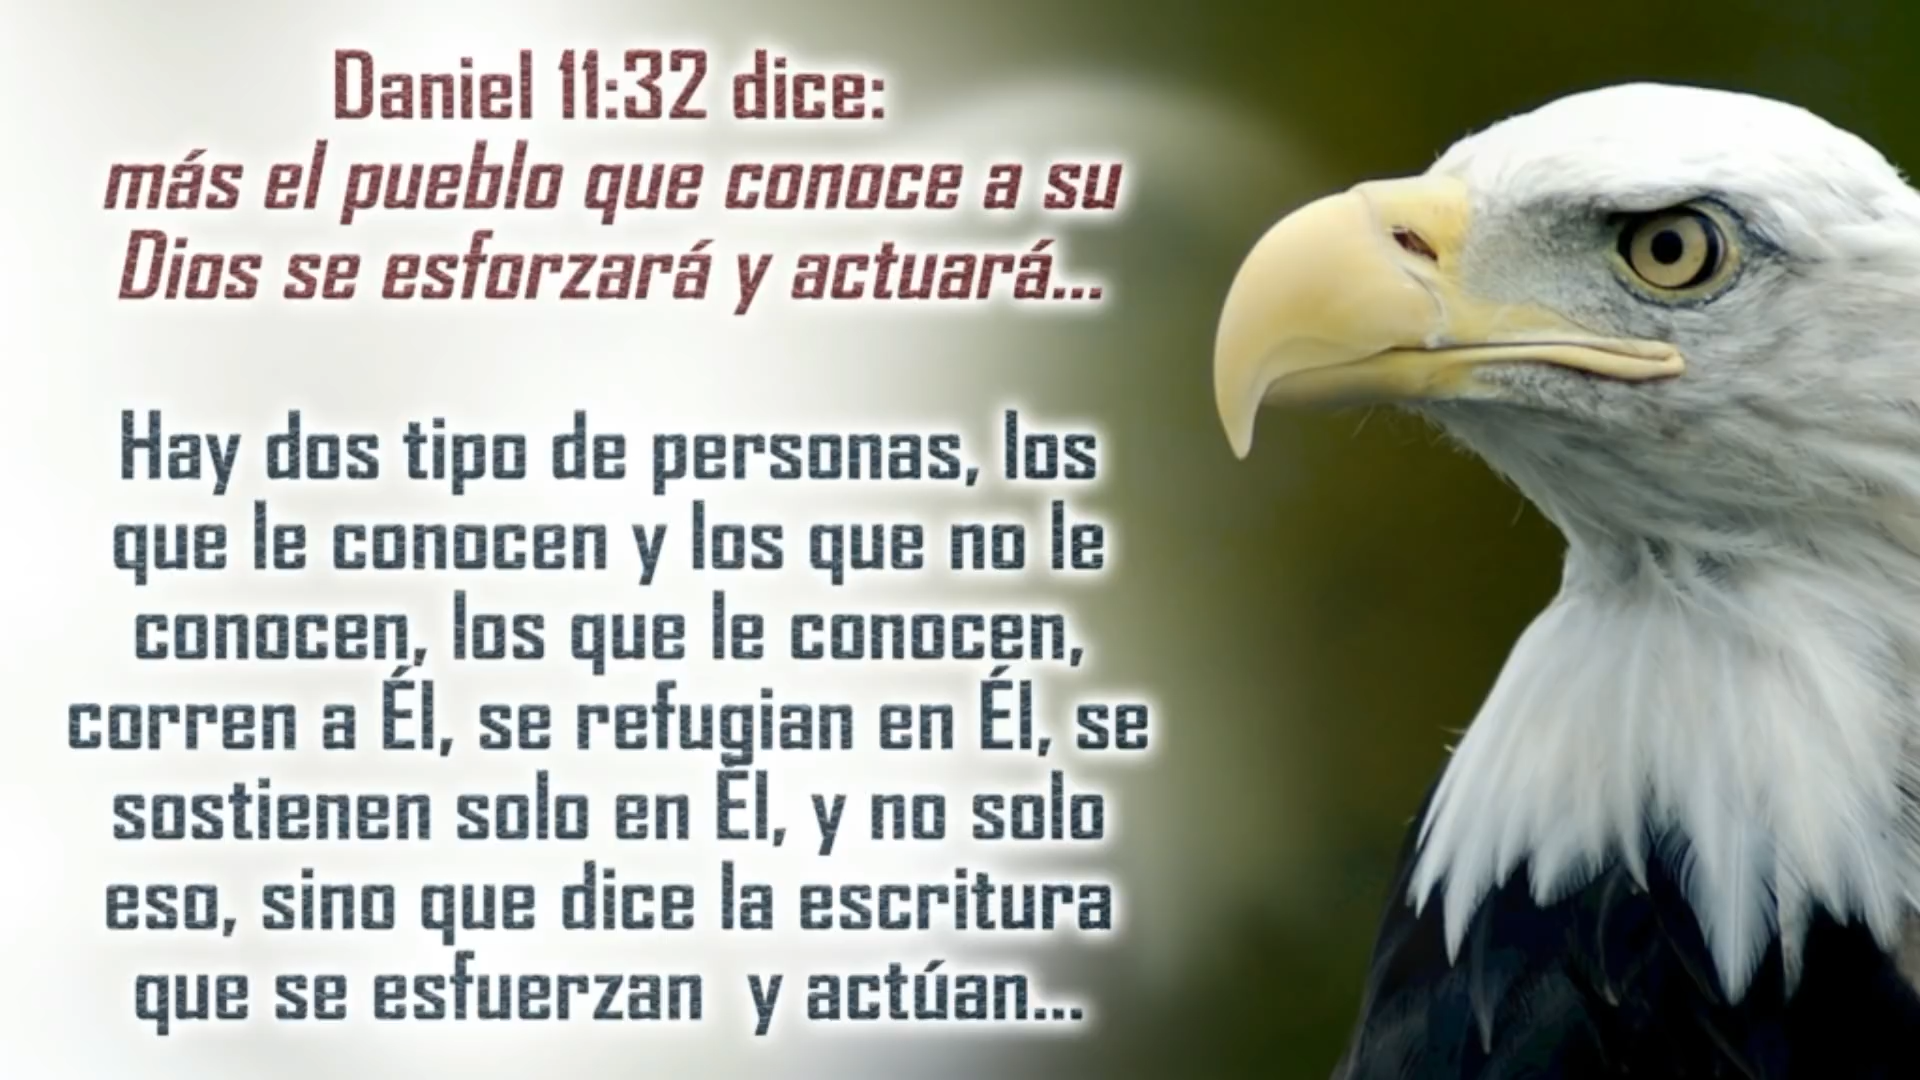 Daniel 11:32 dice:
más el pueblo que conoce a su
Dios se esforzará y actuará...
Hay dos tipo de personas, los
que le conocen y los que no le
conocen, los que le conocen,
corren a Él, se refugian en Él, se
sostienen solo en Él, y no solo
eso, sino que dice la escritura
que se esfuerzan y actúan...